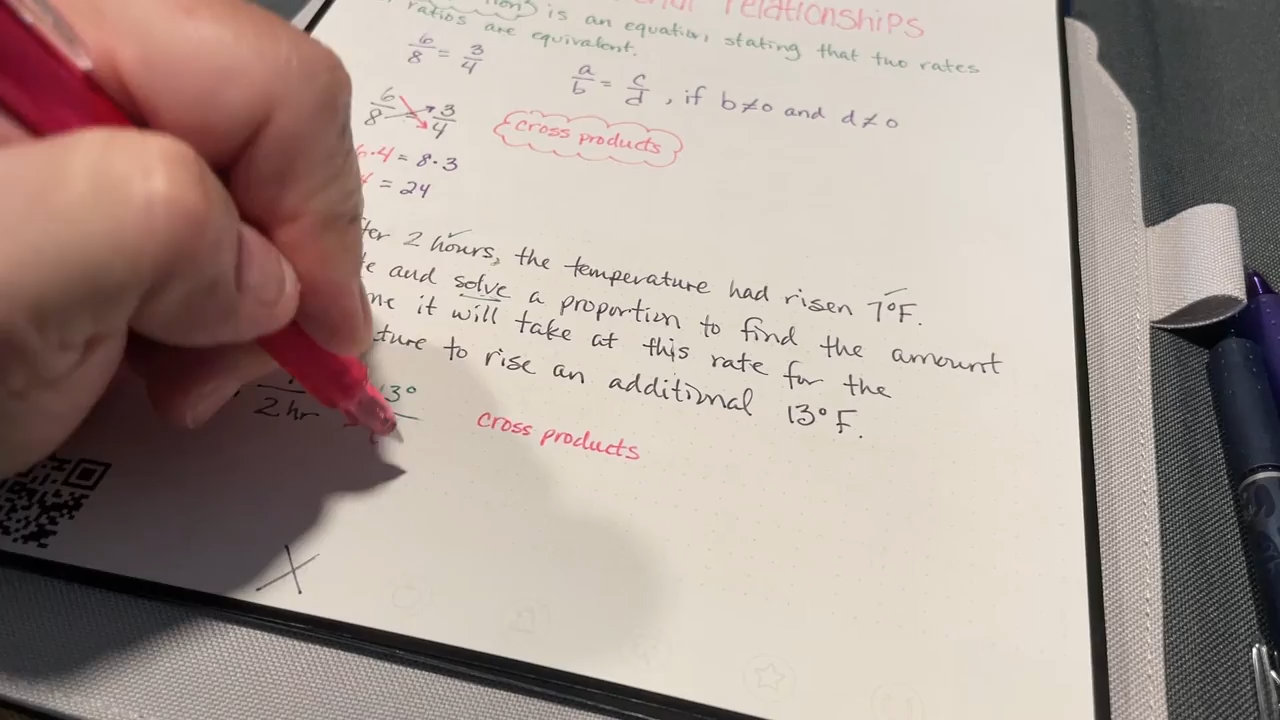 relationships
is an equation, stating that two rates
ratios are equivalent.
6/8 = 3/4
a/b = c/d , if b≠0 and d≠0
6/8 = 3/4
cross products
6·4 = 8·3
= 24
2 hours, the temperature had risen 7°F.
and solve a proportion to find the amount
it will take at this rate for the
to rise an additional 13°F.
2 hr
13°
cross products